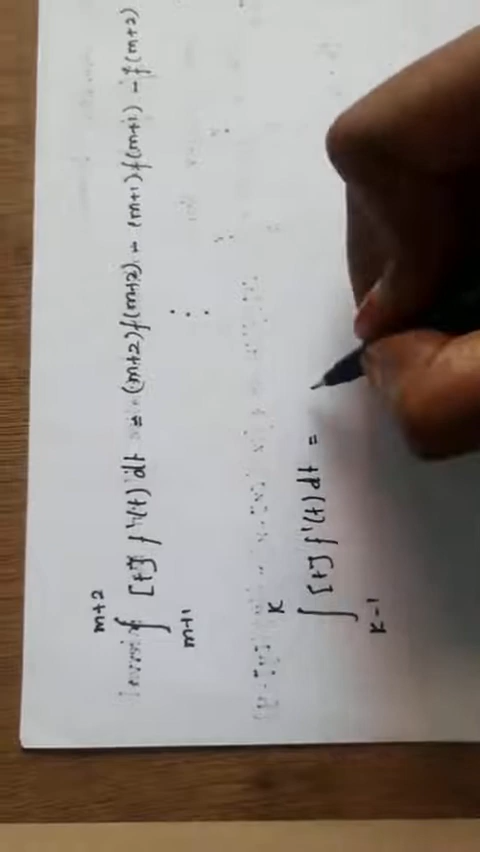 ∫_{m+1}^{m+2} [t] f'(t) dt = (m+2) f(m+2) - (m+1) f(m+1) - f(m+2)
⋮
∫_{K-1}^{K} [t] f'(t) dt =